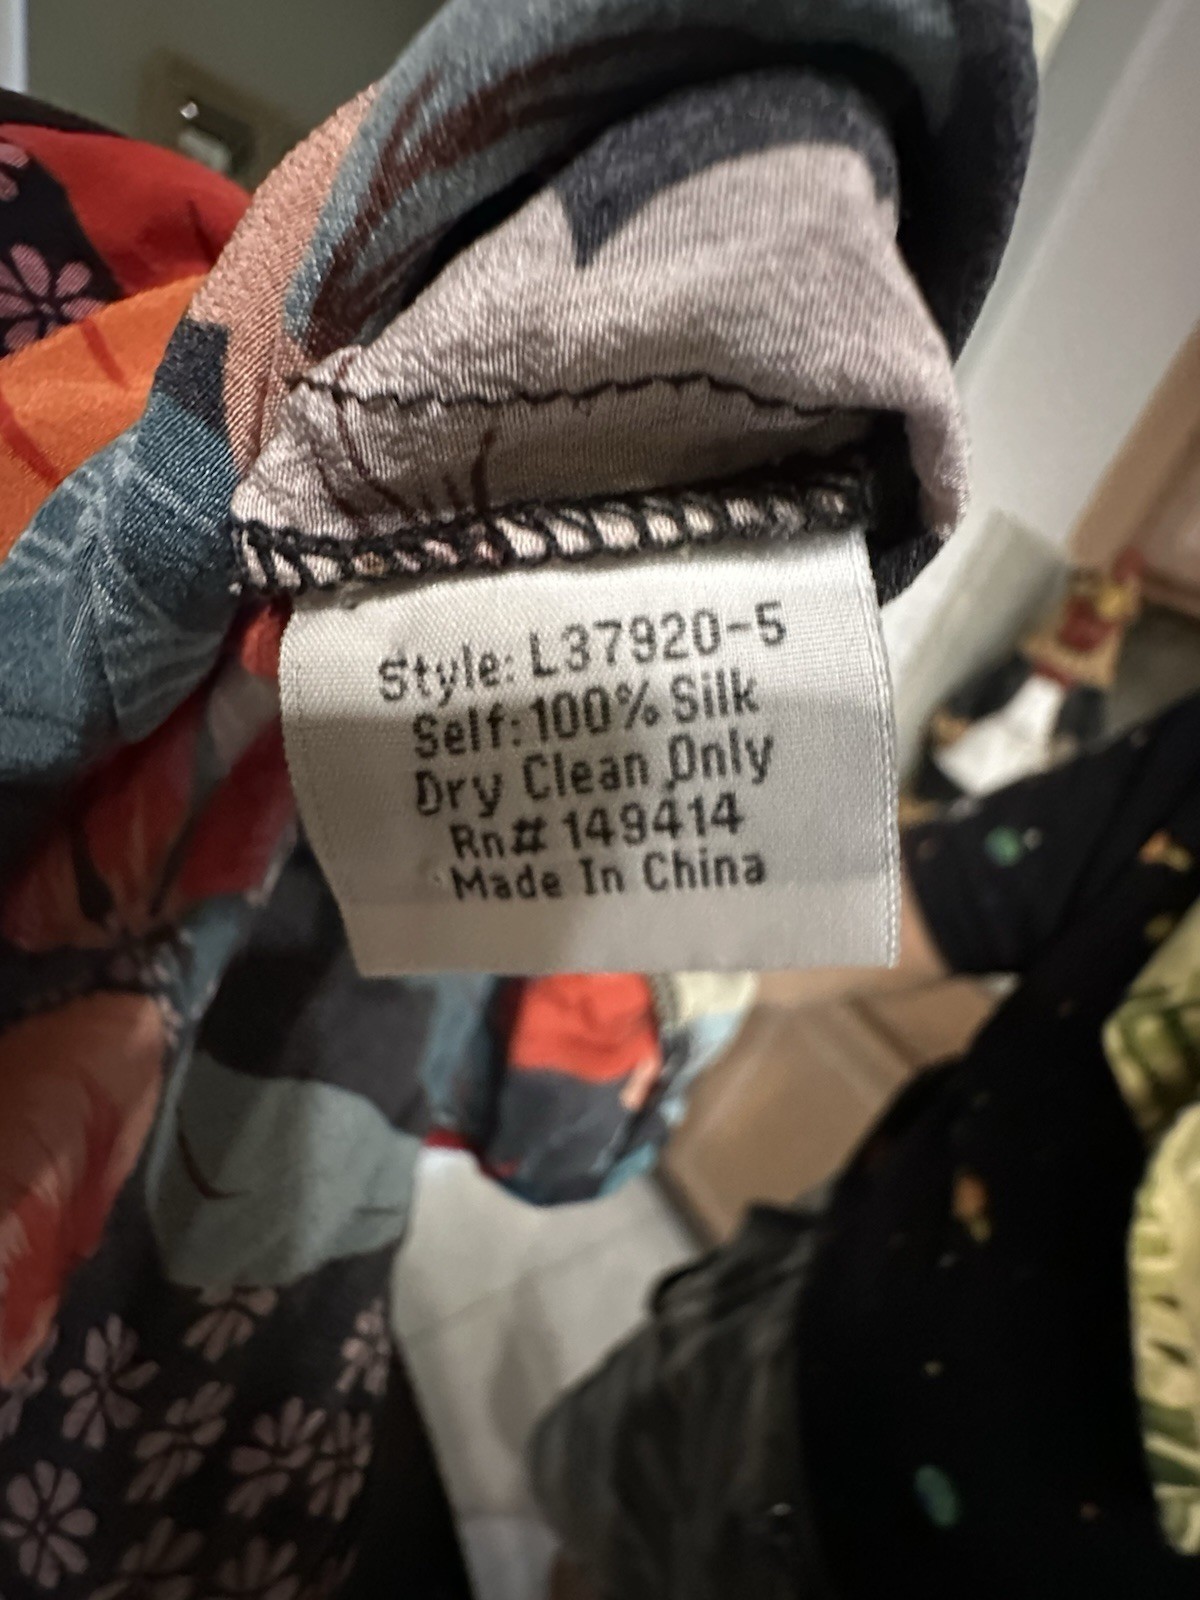 Style: L37920-5
Self: 100% Silk
Dry Clean Only
Rn# 149414
Made In China